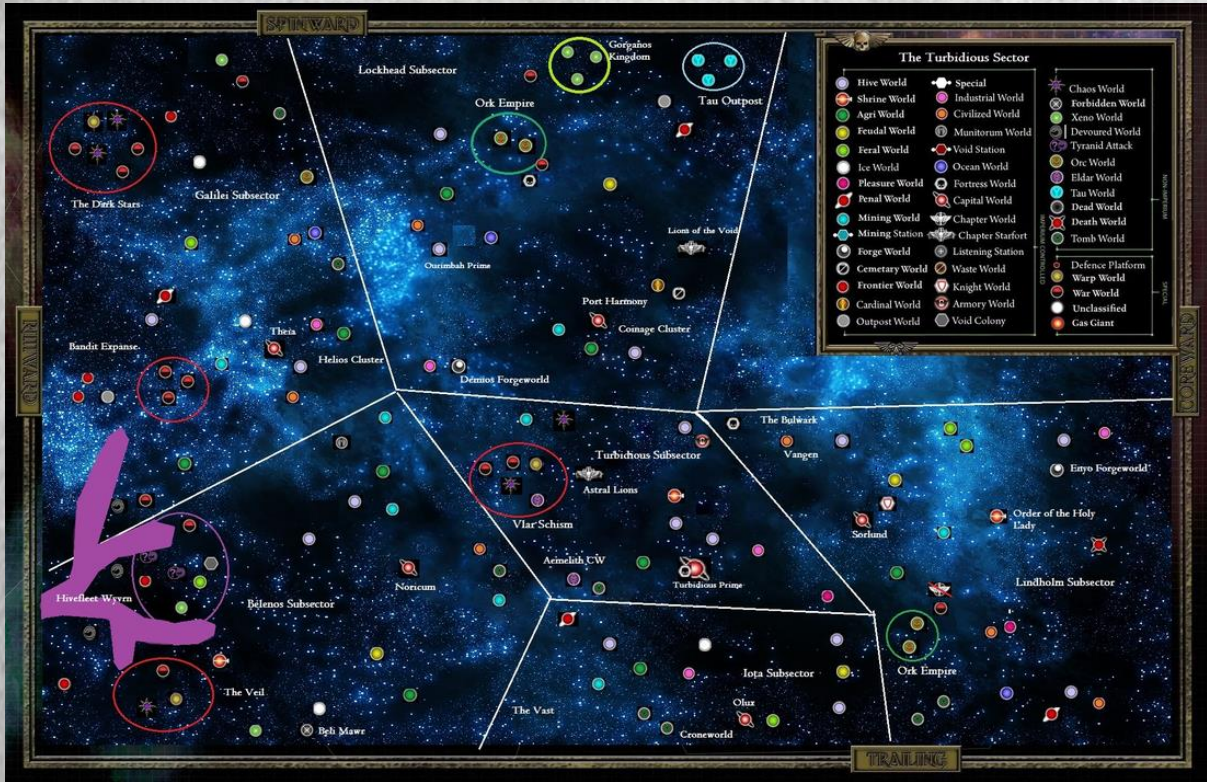 SPINWARD
Lockhead Subsector
Gorganos
Kingdom
Tau Outpost
Ork Empire
The Dark Stars
Galilei Subsector
Lions of the Void
Ourimbah Prime
Port Harmony
Coinage Cluster
Theia
Helios Cluster
Demios Forgeworld
Bandit Expanse
RIMWARD
COREWARD
The Turbidious Sector
Hive World
Shrine World
Agri World
Feudal World
Feral World
Ice World
Pleasure World
Penal World
Mining World
Mining Station
Forge World
Cemetary World
Frontier World
Cardinal World
Outpost World
Special
Industrial World
Civilized World
Munitorum World
Void Station
Ocean World
Fortress World
Capital World
Chapter World
Chapter Starfort
Listening Station
Waste World
Knight World
Armory World
Void Colony
IMPERIUM CONTROLLED
Chaos World
Forbidden World
Xeno World
Devoured World
Tyranid Attack
Orc World
Eldar World
Tau World
Dead World
Death World
Tomb World
NON-IMPERIUM
Defence Platform
Warp World
War World
Unclassified
Gas Giant
SPECIAL
The Bulwark
Vangen
Turbidious Subsector
Astral Lions
Vlar Schism
Enyo Forgeworld
Order of the Holy
Lady
Sorlund
Lindholm Subsector
Aemelith CW
Turbidious Prime
Noricum
Hivefleet Wyvrn
Belenos Subsector
Ork Empire
Iota Subsector
The Veil
The Vast
Olux
Croneworld
Beli Mawr
TRAILING